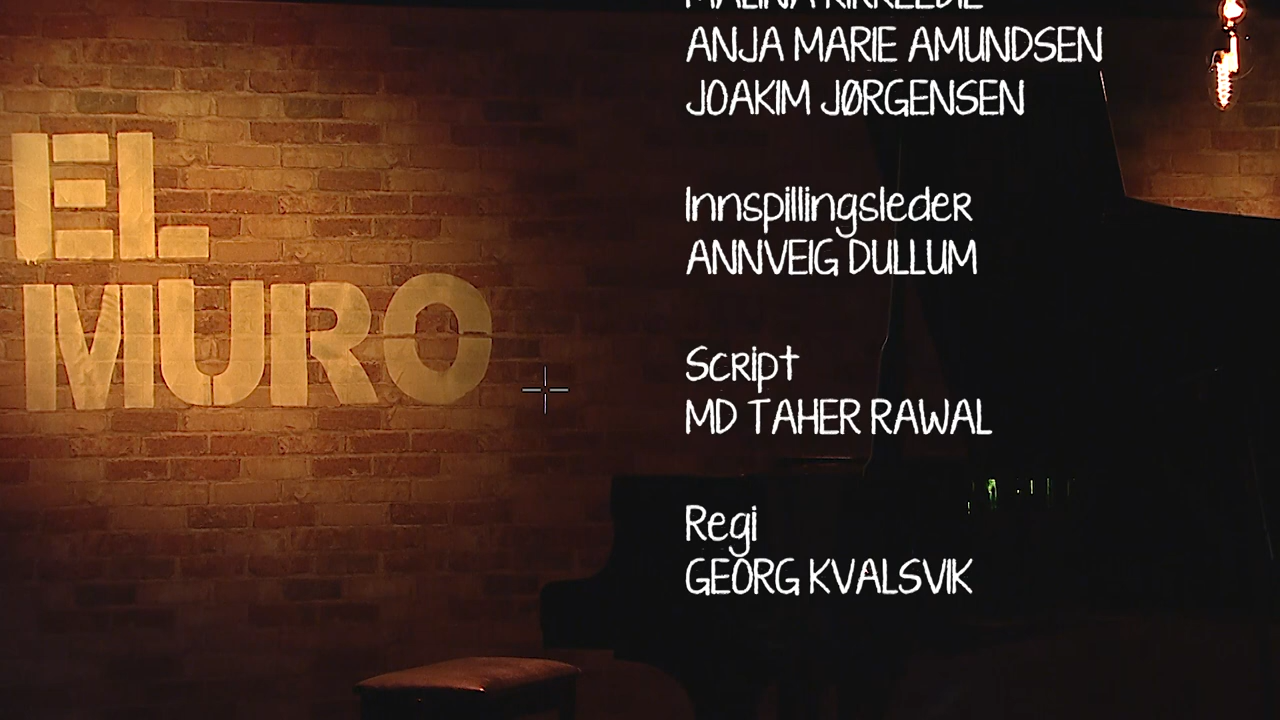 EL
MURO
ANJA MARIE AMUNDSEN
JOAKIM JØRGENSEN
Innspillingsleder
ANNVEIG DULLUM
Script
MD TAHER RAWAL
Regi
GEORG KVALSVIK